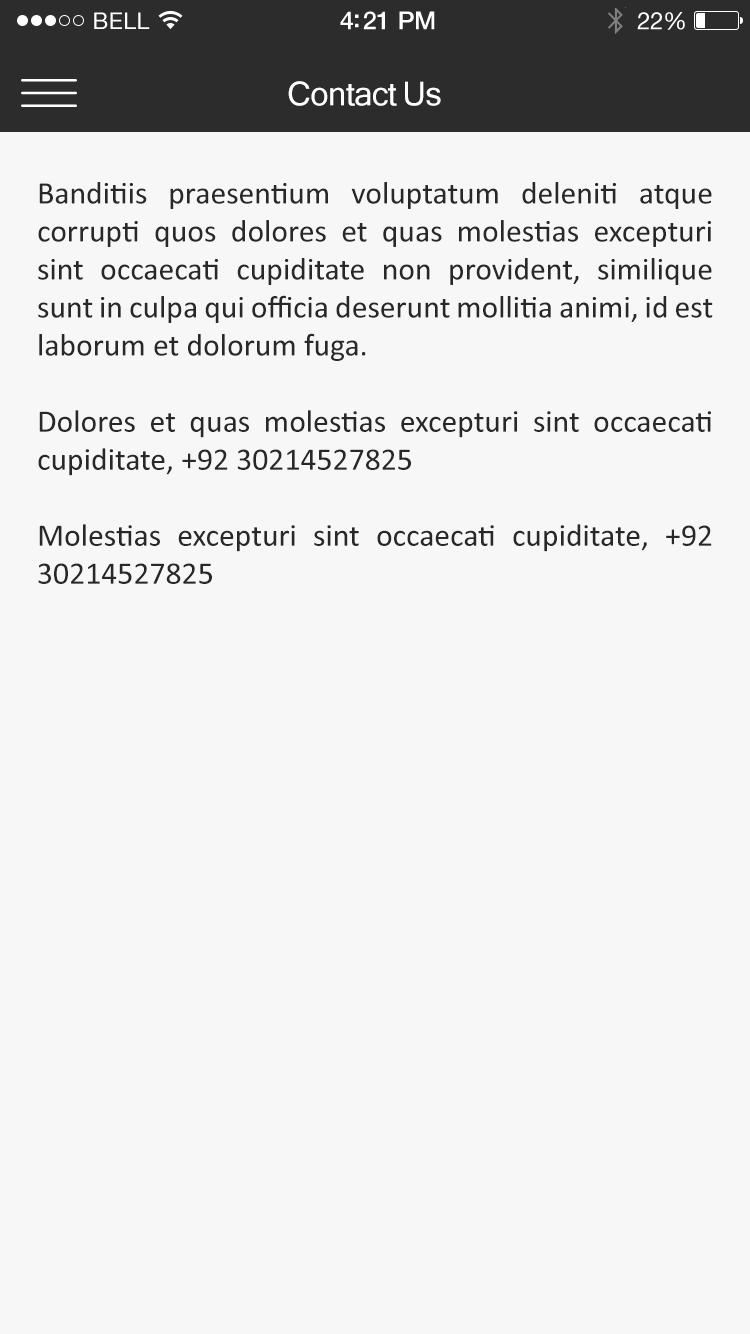 BELL 4:21 PM 22%
Contact Us
Banditiis praesentium voluptatum deleniti atque
corrupti quos dolores et quas molestias excepturi
sint occaecati cupiditate non provident, similique
sunt in culpa qui officia deserunt mollitia animi, id est
laborum et dolorum fuga.
Dolores et quas molestias excepturi sint occaecati
cupiditate, +92 30214527825
Molestias excepturi sint occaecati cupiditate, +92
30214527825